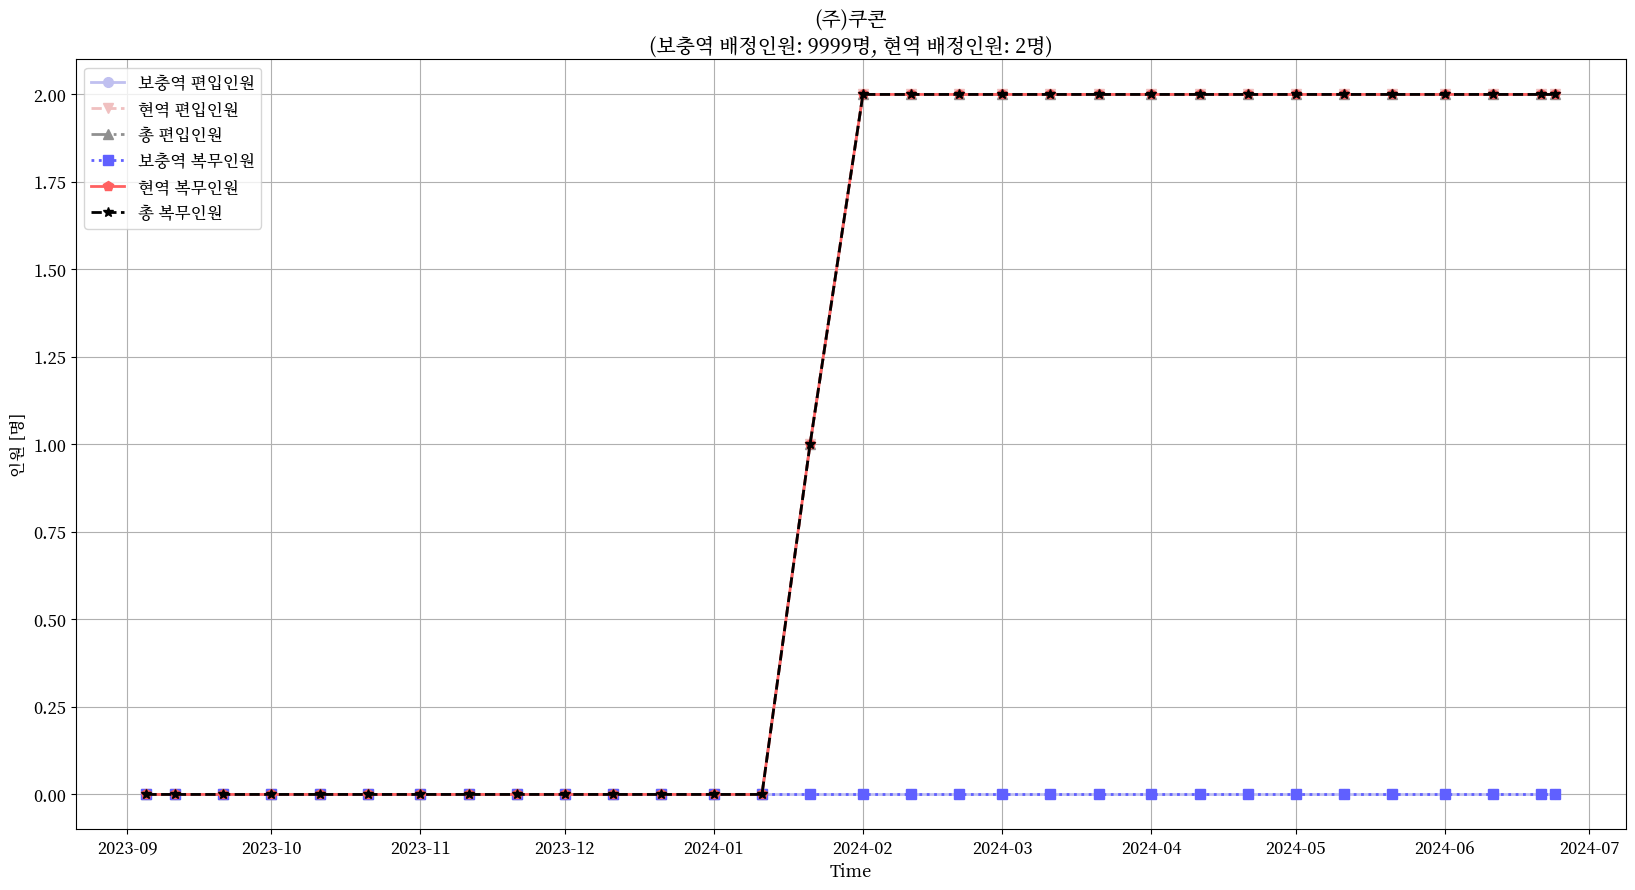 (주)쿠콘
(보충역 배정인원: 9999명, 현역 배정인원: 2명)
보충역 편입인원
현역 편입인원
총 편입인원
보충역 복무인원
현역 복무인원
총 복무인원
2.00
1.75
1.50
1.25
1.00
0.75
0.50
0.25
0.00
인원 [명]
2023-09 2023-10 2023-11 2023-12 2024-01 2024-02 2024-03 2024-04 2024-05 2024-06 2024-07
Time